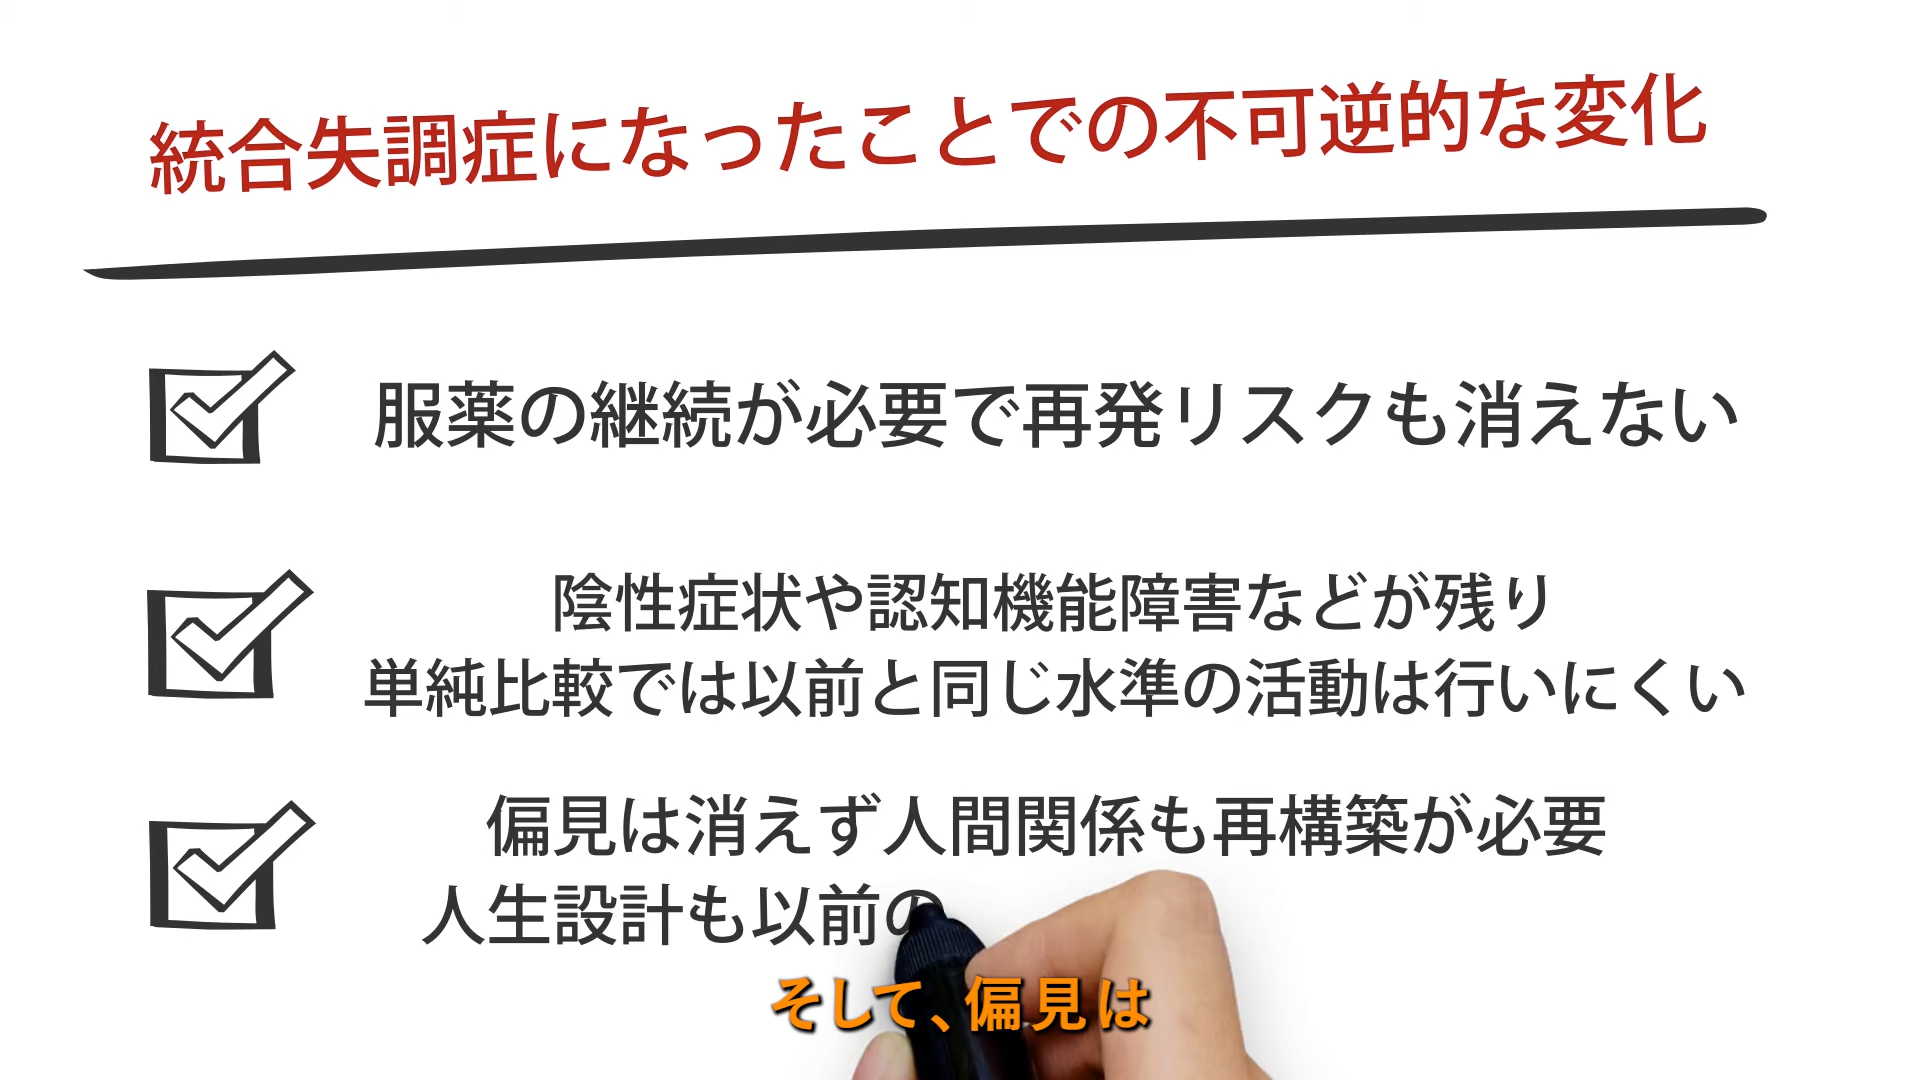 統合失調症になったことでの不可逆的な変化
服薬の継続が必要で再発リスクも消えない
陰性症状や認知機能障害などが残り
単純比較では以前と同じ水準の活動は行いにくい
偏見は消えず人間関係も再構築が必要
人生設計も以前の
そして、偏見は